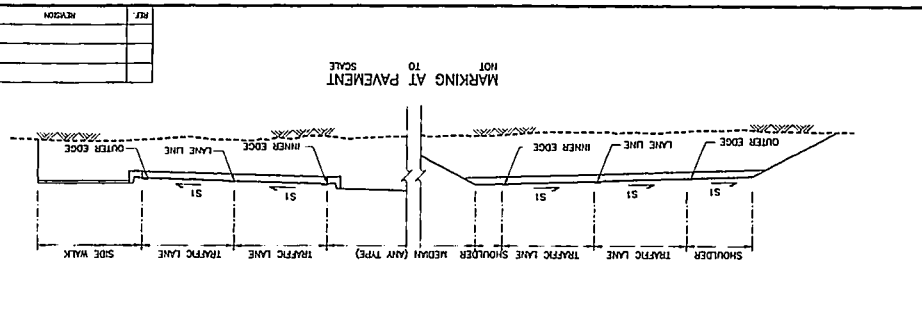 REVISION REF.
MARKING AT PAVEMENT
NOT TO SCALE
OUTER EDGE LANE LINE INNER EDGE INNER EDGE LANE LINE OUTER EDGE
S1 S1 S1 S1 S1
SIDE WALK TRAFFIC LANE TRAFFIC LANE (ANY TYPE) MEDIAN SHOULDER TRAFFIC LANE TRAFFIC LANE SHOULDER